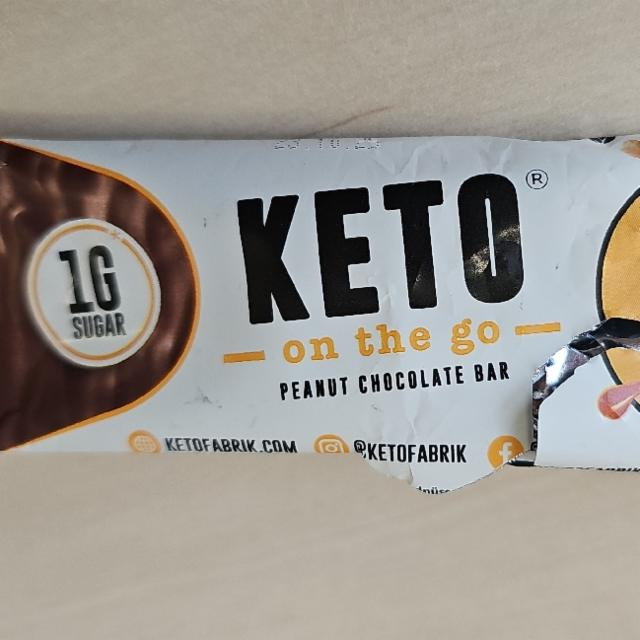 1G
SUGAR
KETO®
on the go
PEANUT CHOCOLATE BAR
KETOFABRIK.COM @KETOFABRIK